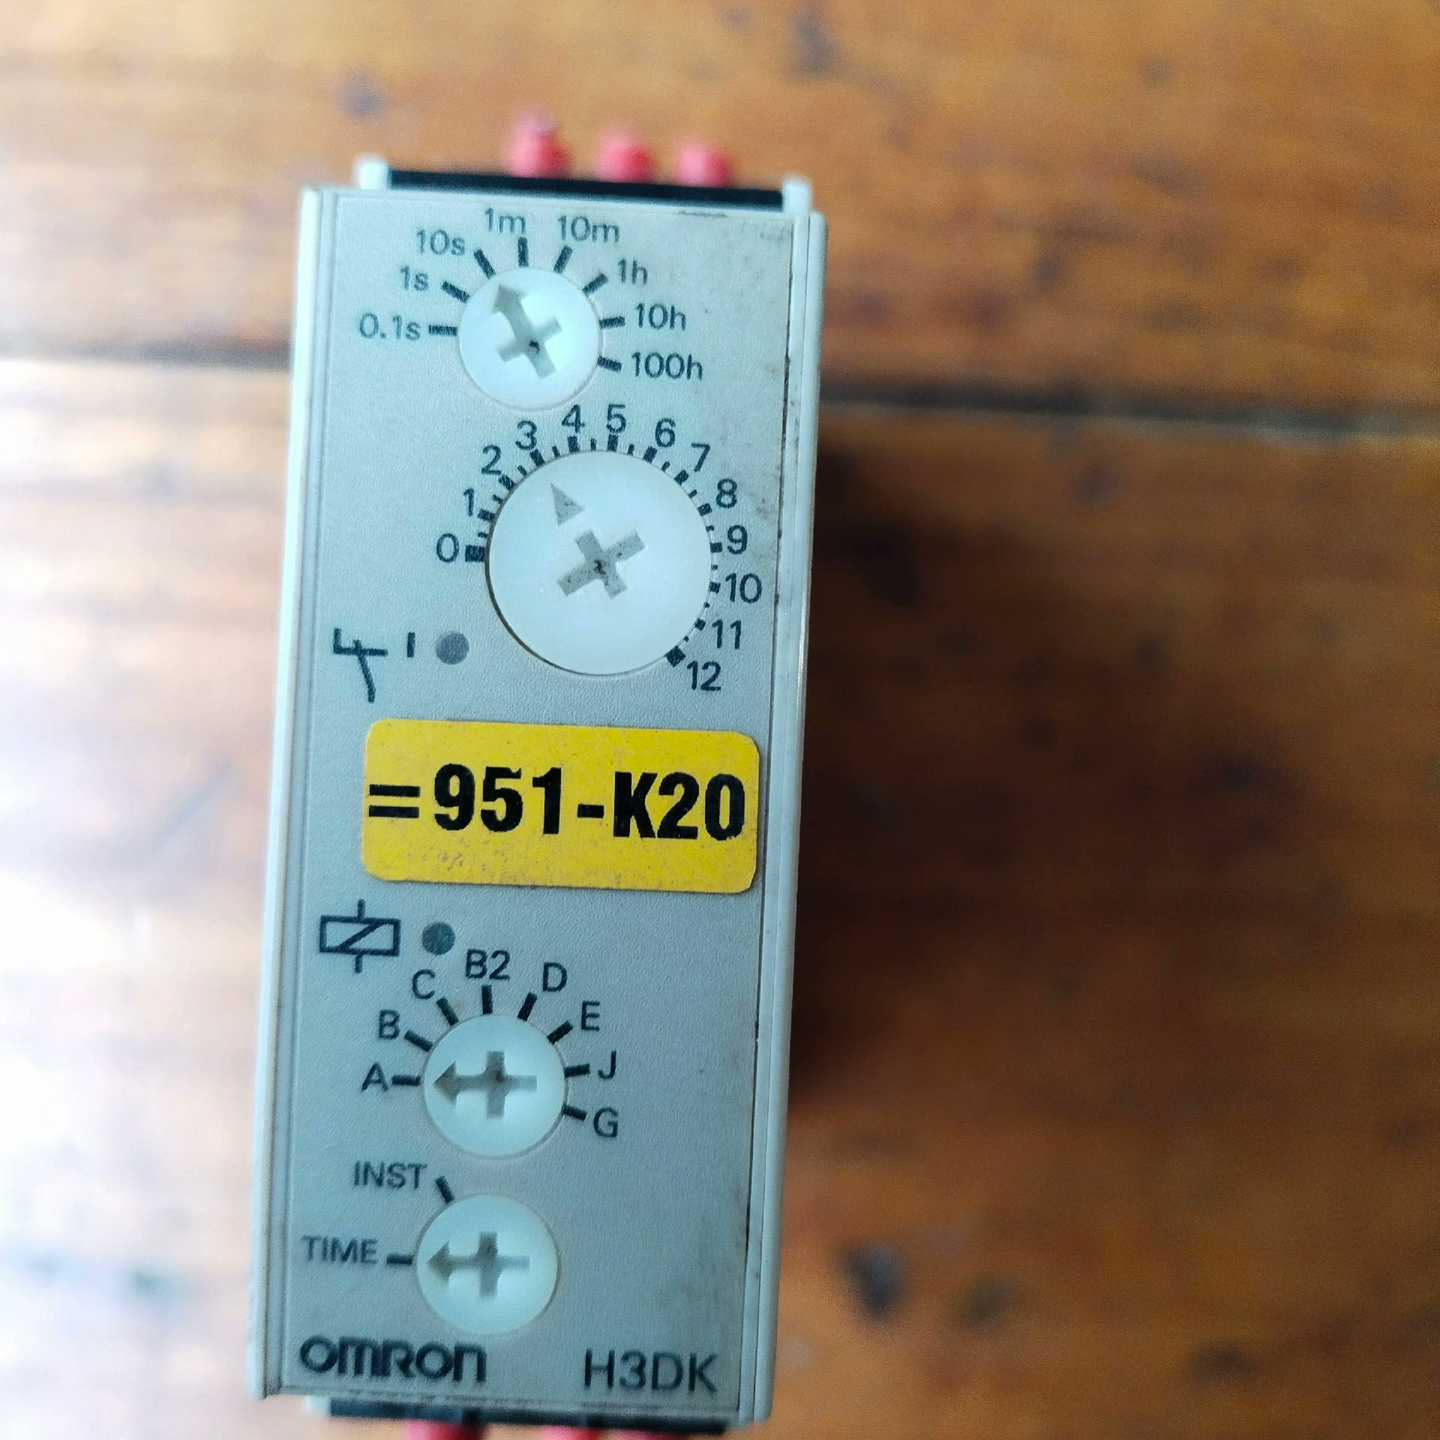 1m 10m
10s 1h
1s 10h
0.1s 100h
0 1 2 3 4 5 6 7 8 9 10 11 12
=951-K20
A B C B2 D E J G
INST
TIME
OMRON H3DK